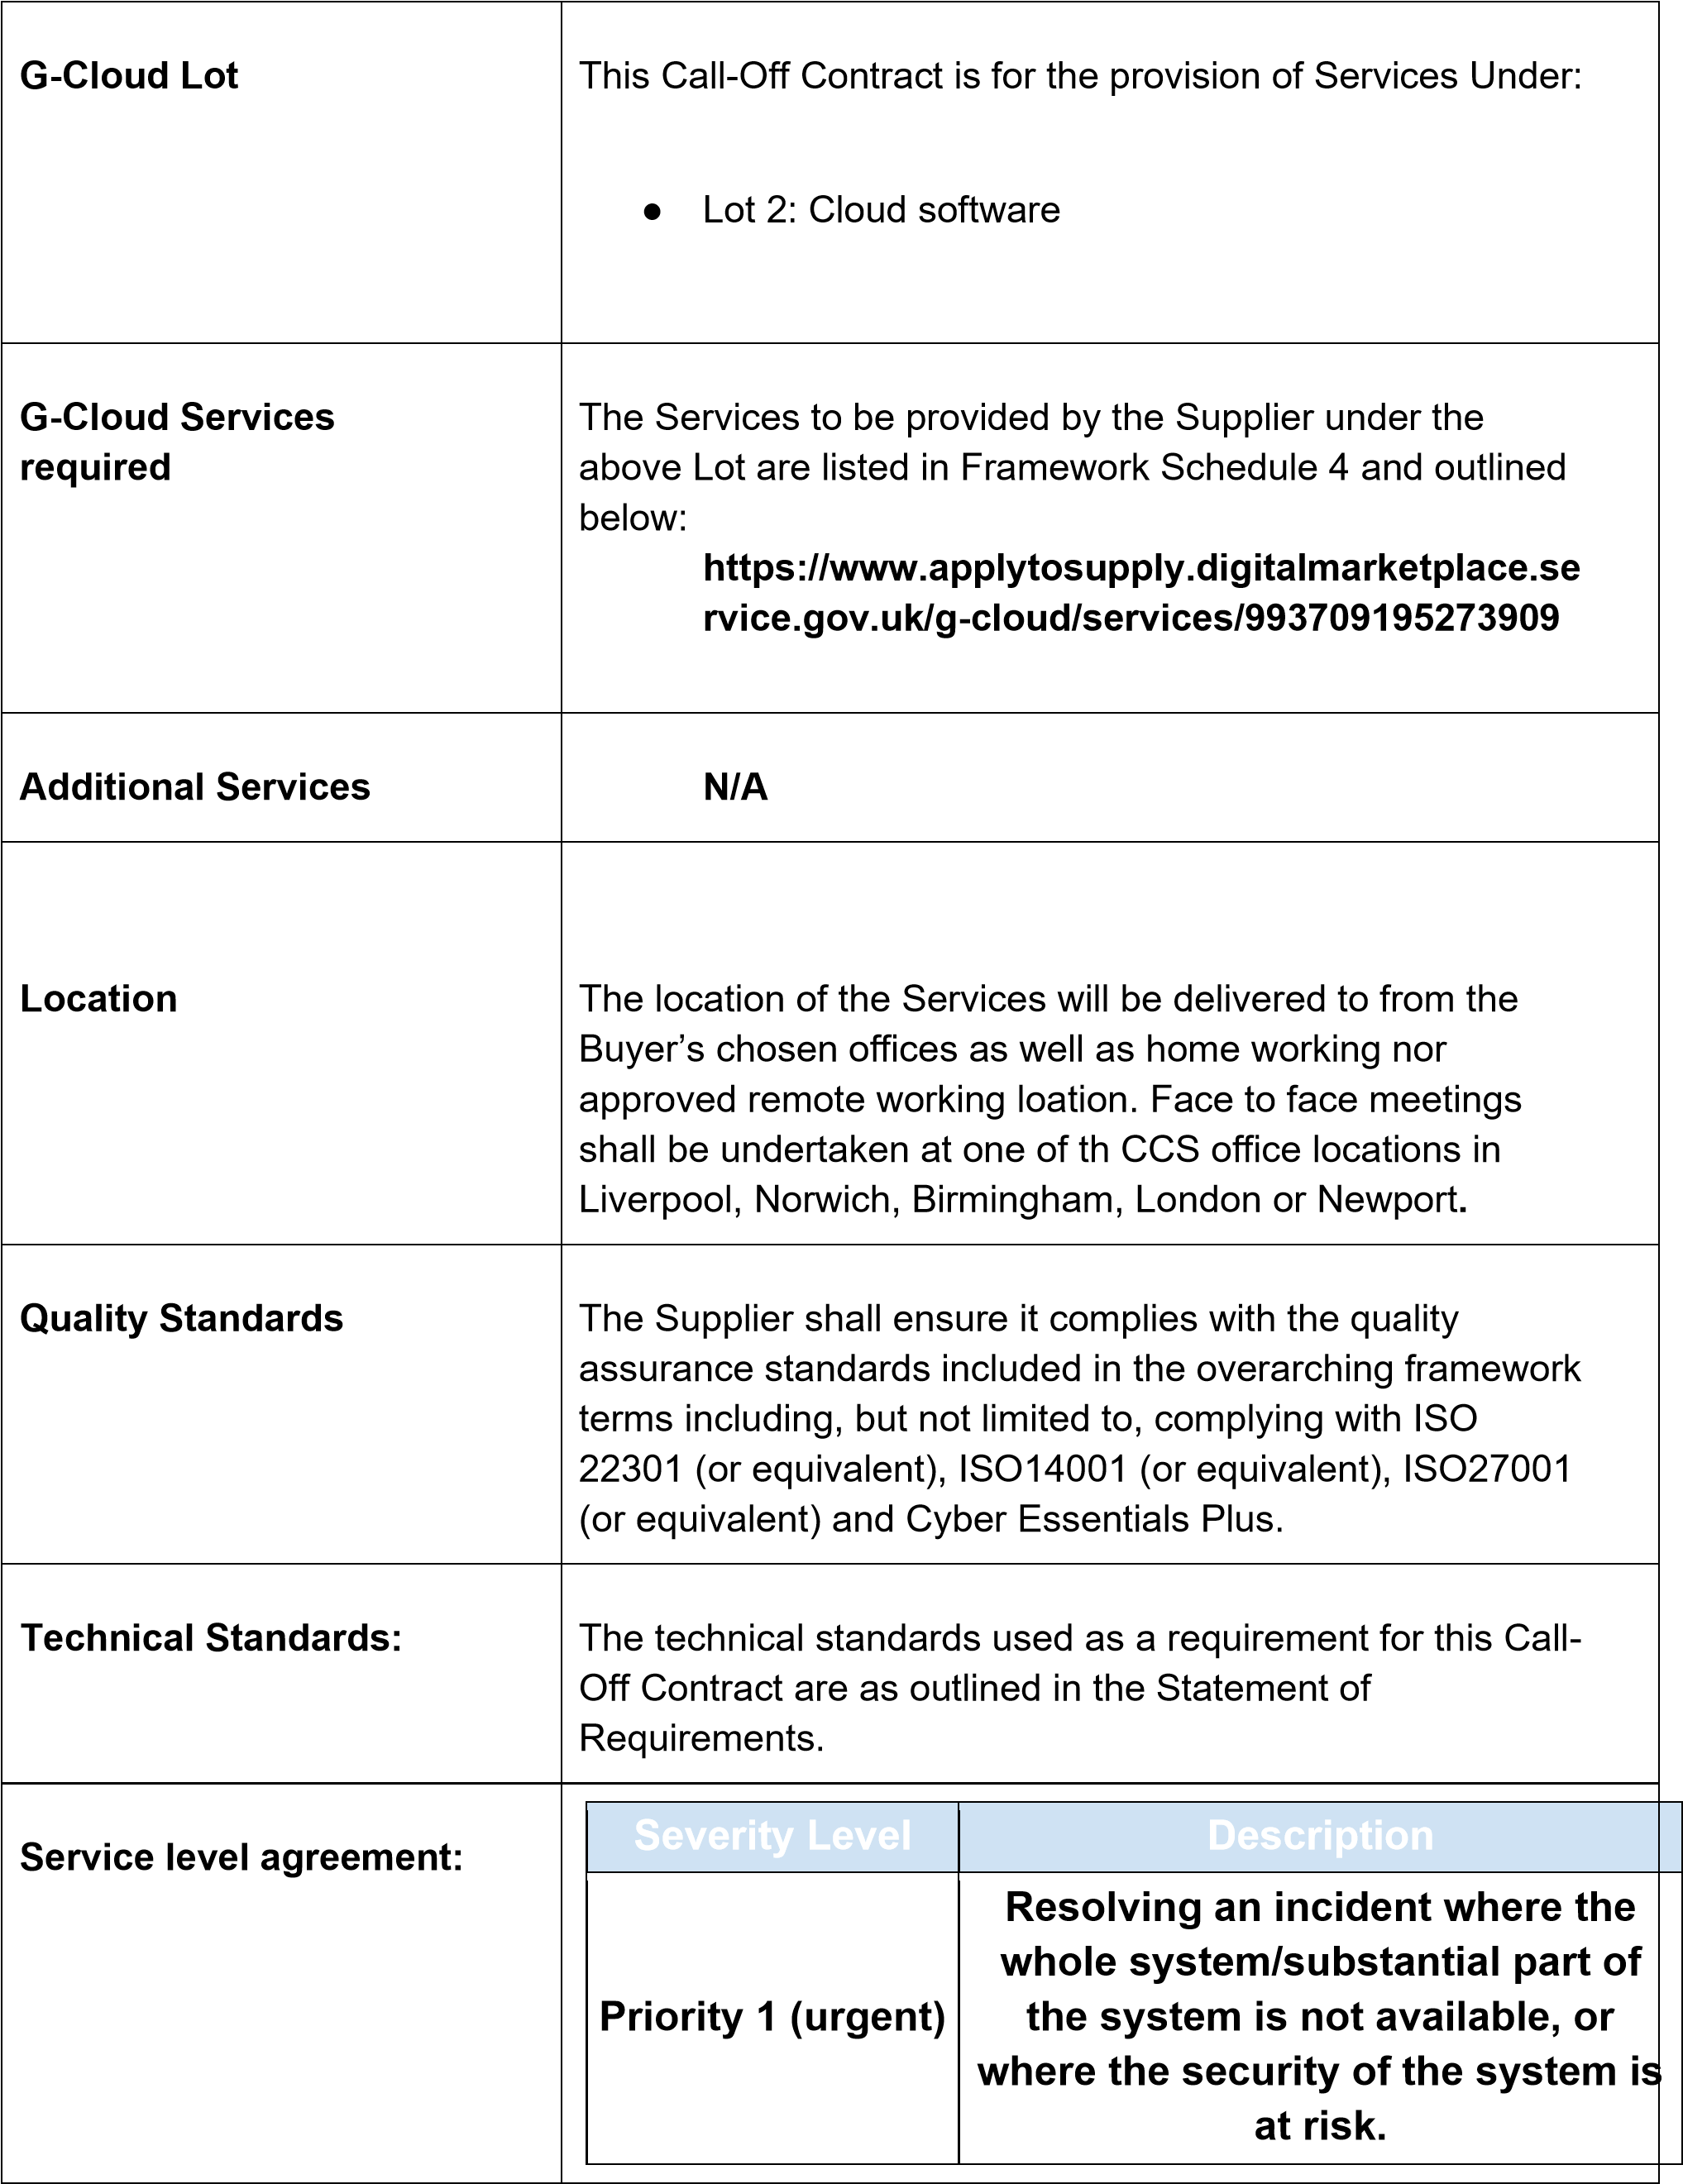 G-Cloud Lot
This Call-Off Contract is for the provision of Services Under:
● Lot 2: Cloud software
G-Cloud Services
required
The Services to be provided by the Supplier under the
above Lot are listed in Framework Schedule 4 and outlined
below:
https://www.applytosupply.digitalmarketplace.se
rvice.gov.uk/g-cloud/services/993709195273909
Additional Services
N/A
Location
The location of the Services will be delivered to from the
Buyer’s chosen offices as well as home working nor
approved remote working loation. Face to face meetings
shall be undertaken at one of th CCS office locations in
Liverpool, Norwich, Birmingham, London or Newport.
Quality Standards
The Supplier shall ensure it complies with the quality
assurance standards included in the overarching framework
terms including, but not limited to, complying with ISO
22301 (or equivalent), ISO14001 (or equivalent), ISO27001
(or equivalent) and Cyber Essentials Plus.
Technical Standards:
The technical standards used as a requirement for this Call-
Off Contract are as outlined in the Statement of
Requirements.
Service level agreement:
Severity Level
Description
Priority 1 (urgent)
Resolving an incident where the
whole system/substantial part of
the system is not available, or
where the security of the system is
at risk.